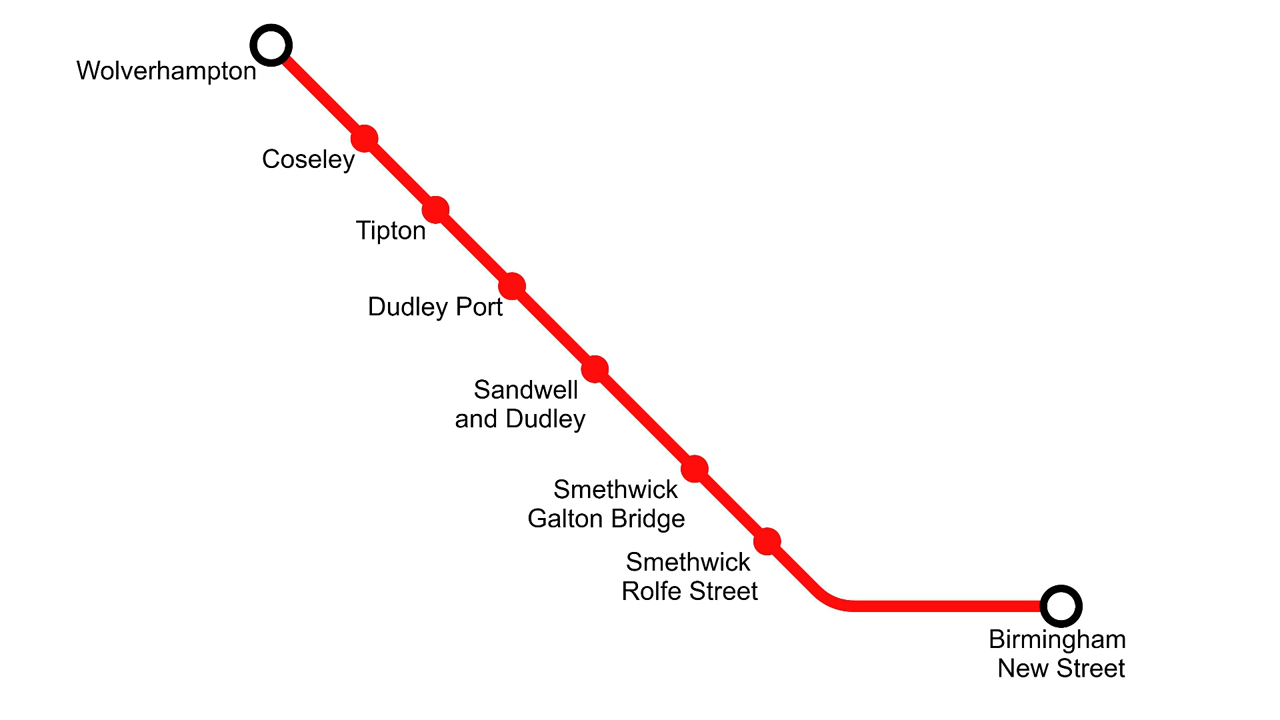 Wolverhampton
Coseley
Tipton
Dudley Port
Sandwell
and Dudley
Smethwick
Galton Bridge
Smethwick
Rolfe Street
Birmingham
New Street